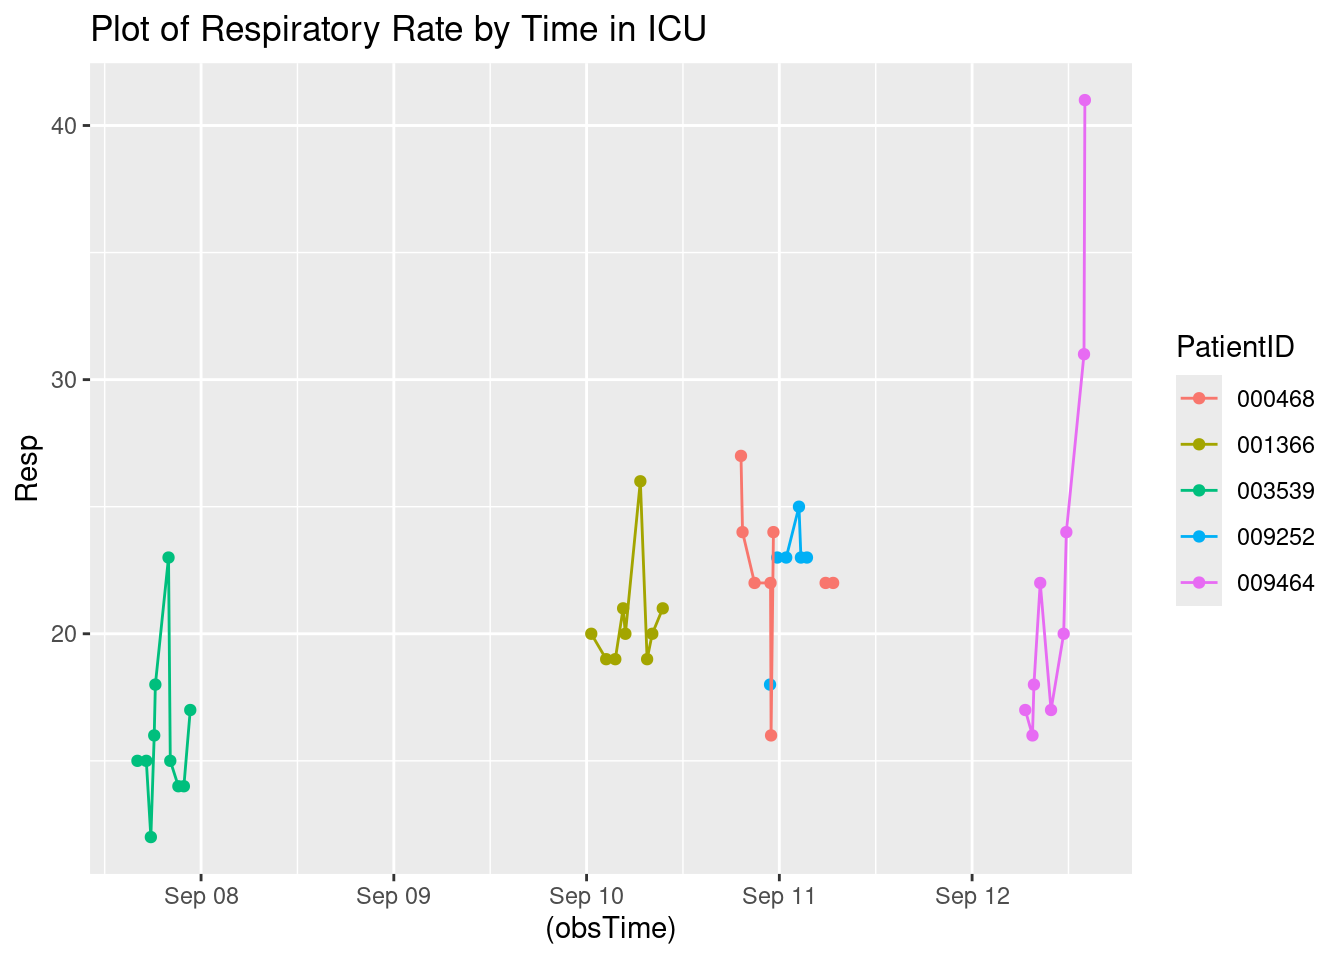 Plot of Respiratory Rate by Time in ICU
40
30
20
Resp
Sep 08
Sep 09
Sep 10
Sep 11
Sep 12
(obsTime)
PatientID
000468
001366
003539
009252
009464